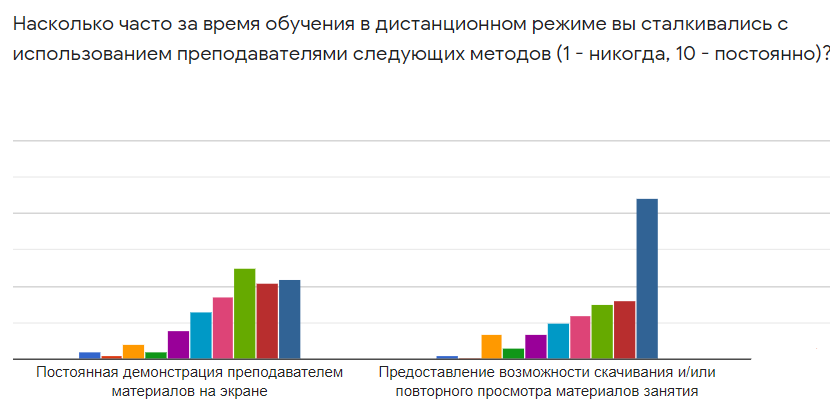 Насколько часто за время обучения в дистанционном режиме вы сталкивались с
использованием преподавателями следующих методов (1 - никогда, 10 - постоянно)?
Постоянная демонстрация преподавателем
материалов на экране
Предоставление возможности скачивания и/или
повторного просмотра материалов занятия